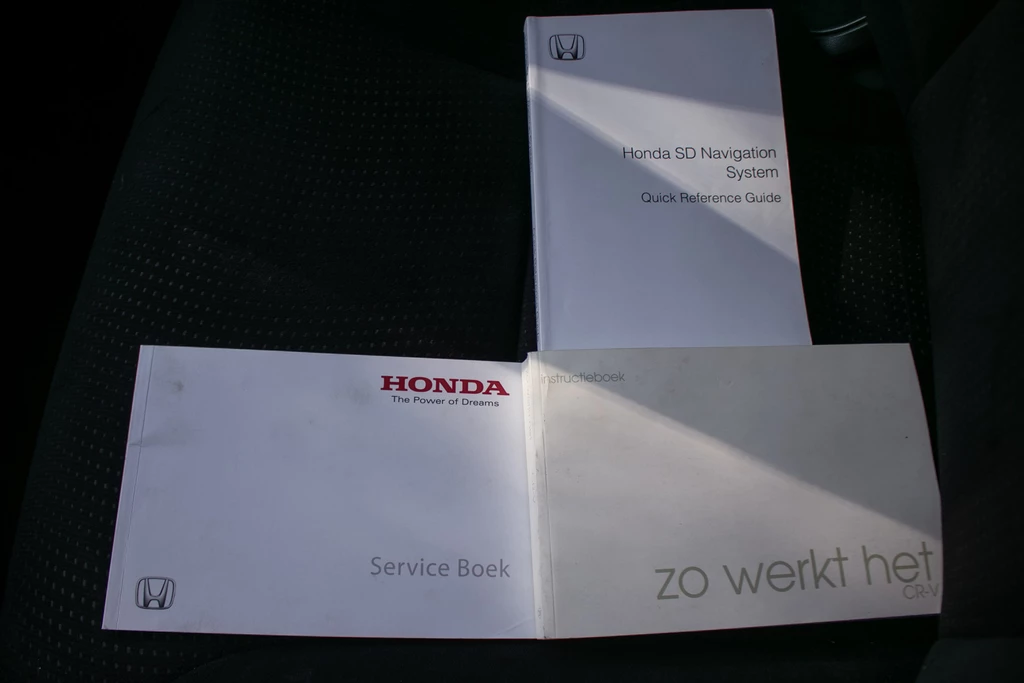 Honda SD Navigation
System
Quick Reference Guide
HONDA
The Power of Dreams
Service Boek
instructieboek
zo werkt het
CR-V